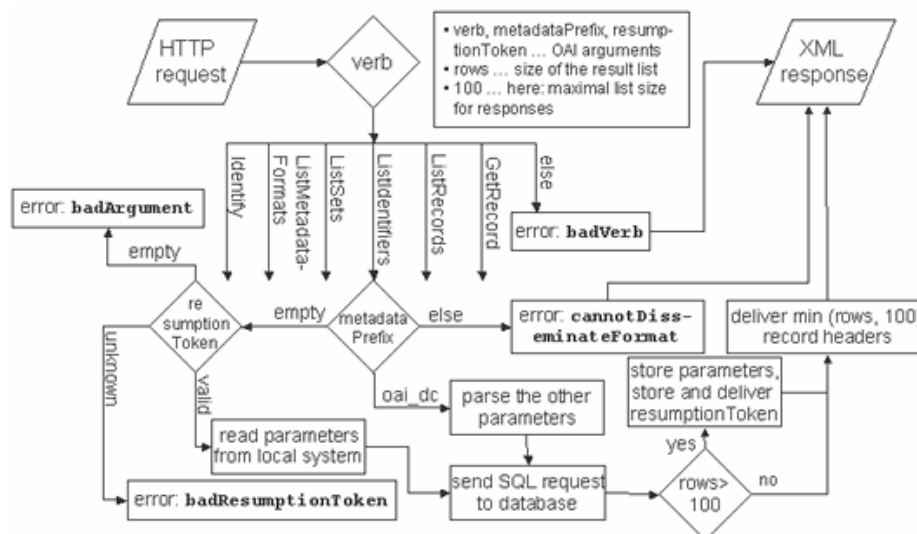 HTTP
request
verb
▪ verb, metadataPrefix, resump-
tionToken ... OAI arguments
▪ rows ... size of the result list
▪ 100 ... here: maximal list size
for responses
XML
response
Identify
ListMetadata-
Formats
ListSets
ListIdentifiers
ListRecords
GetRecord
else
error: badArgument
error: badVerb
empty
re
sumption
Token
empty
metadata
Prefix
else
error: cannotDiss-
eminateFormat
deliver min (rows, 100
record headers
unknown
valid
oai_dc
parse the other
parameters
store parameters,
store and deliver
resumptionToken
read parameters
from local system
yes
error: badResumptionToken
send SQL request
to database
rows>
100
no